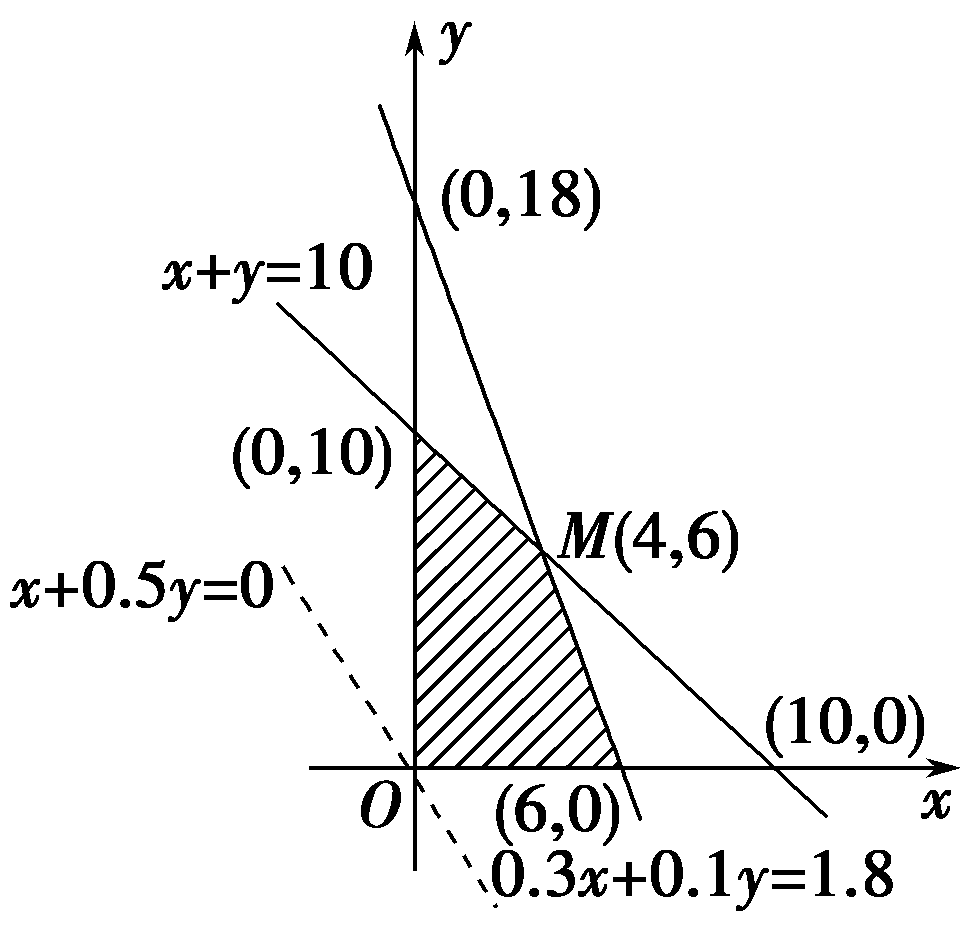 y
(0,18)
x+y=10
(0,10)
M(4,6)
x+0.5y=0
(10,0)
O
(6,0)
x
0.3x+0.1y=1.8